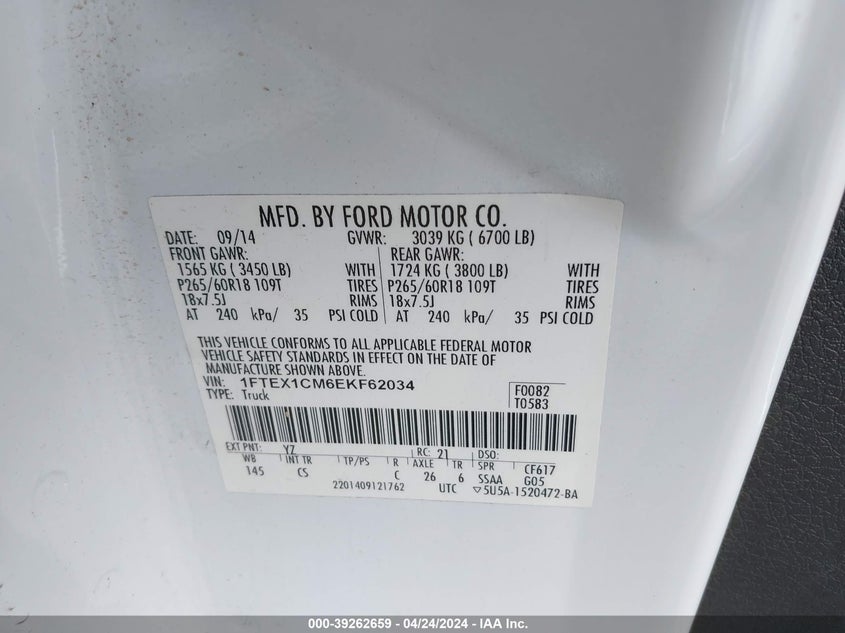 MFD. BY FORD MOTOR CO.
DATE: 09/14 GVWR: 3039 KG ( 6700 LB)
FRONT GAWR: REAR GAWR:
1565 KG ( 3450 LB) WITH 1724 KG ( 3800 LB) WITH
P265/60R18 109T TIRES P265/60R18 109T TIRES
18x7.5J RIMS 18x7.5J RIMS
AT 240 kPa/ 35 PSI COLD AT 240 kPa/ 35 PSI COLD
THIS VEHICLE CONFORMS TO ALL APPLICABLE FEDERAL MOTOR
VEHICLE SAFETY STANDARDS IN EFFECT ON THE DATE OF
MANUFACTURE SHOWN ABOVE.
VIN: 1FTEX1CM6EKF62034 F0082
TYPE: Truck T0583
EXT PNT: YZ RC: 21 DSO:
WB INT TR TP/PS R AXLE TR SPR CF617
145 CS C 26 6 SSAA G05
2201409121762 UTC ▽5U5A-1520472-BA
000-39262659 - 04/24/2024 - IAA Inc.